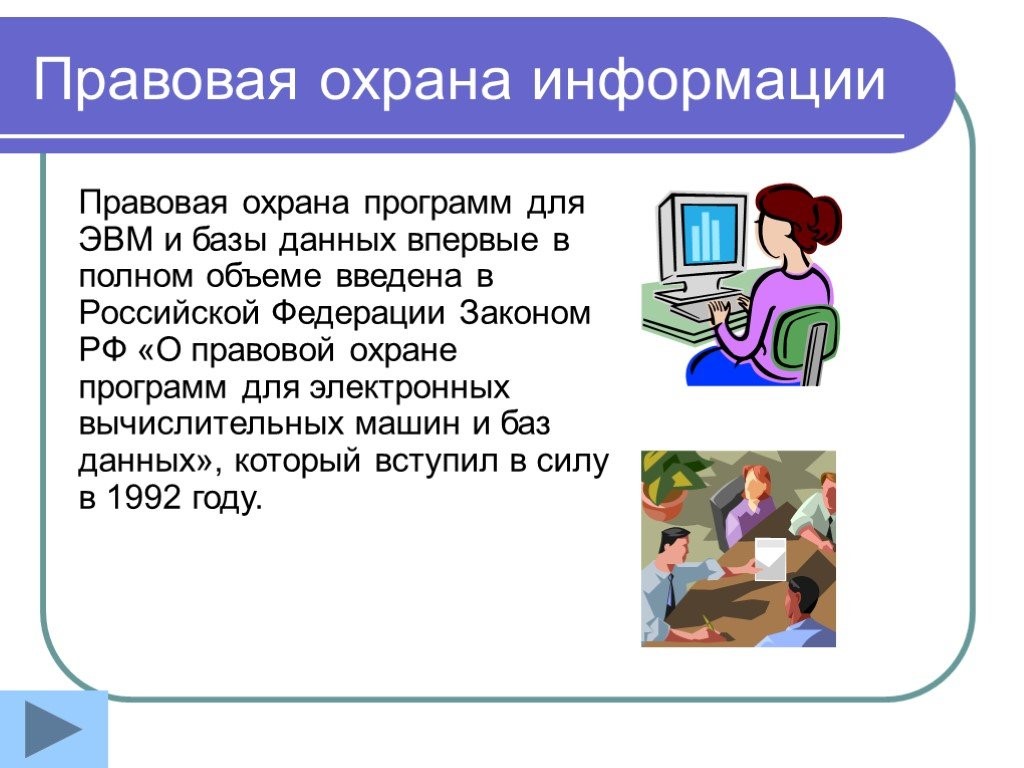 Правовая охрана информации
Правовая охрана программ для
ЭВМ и базы данных впервые в
полном объеме введена в
Российской Федерации Законом
РФ «О правовой охране
программ для электронных
вычислительных машин и баз
данных», который вступил в силу
в 1992 году.